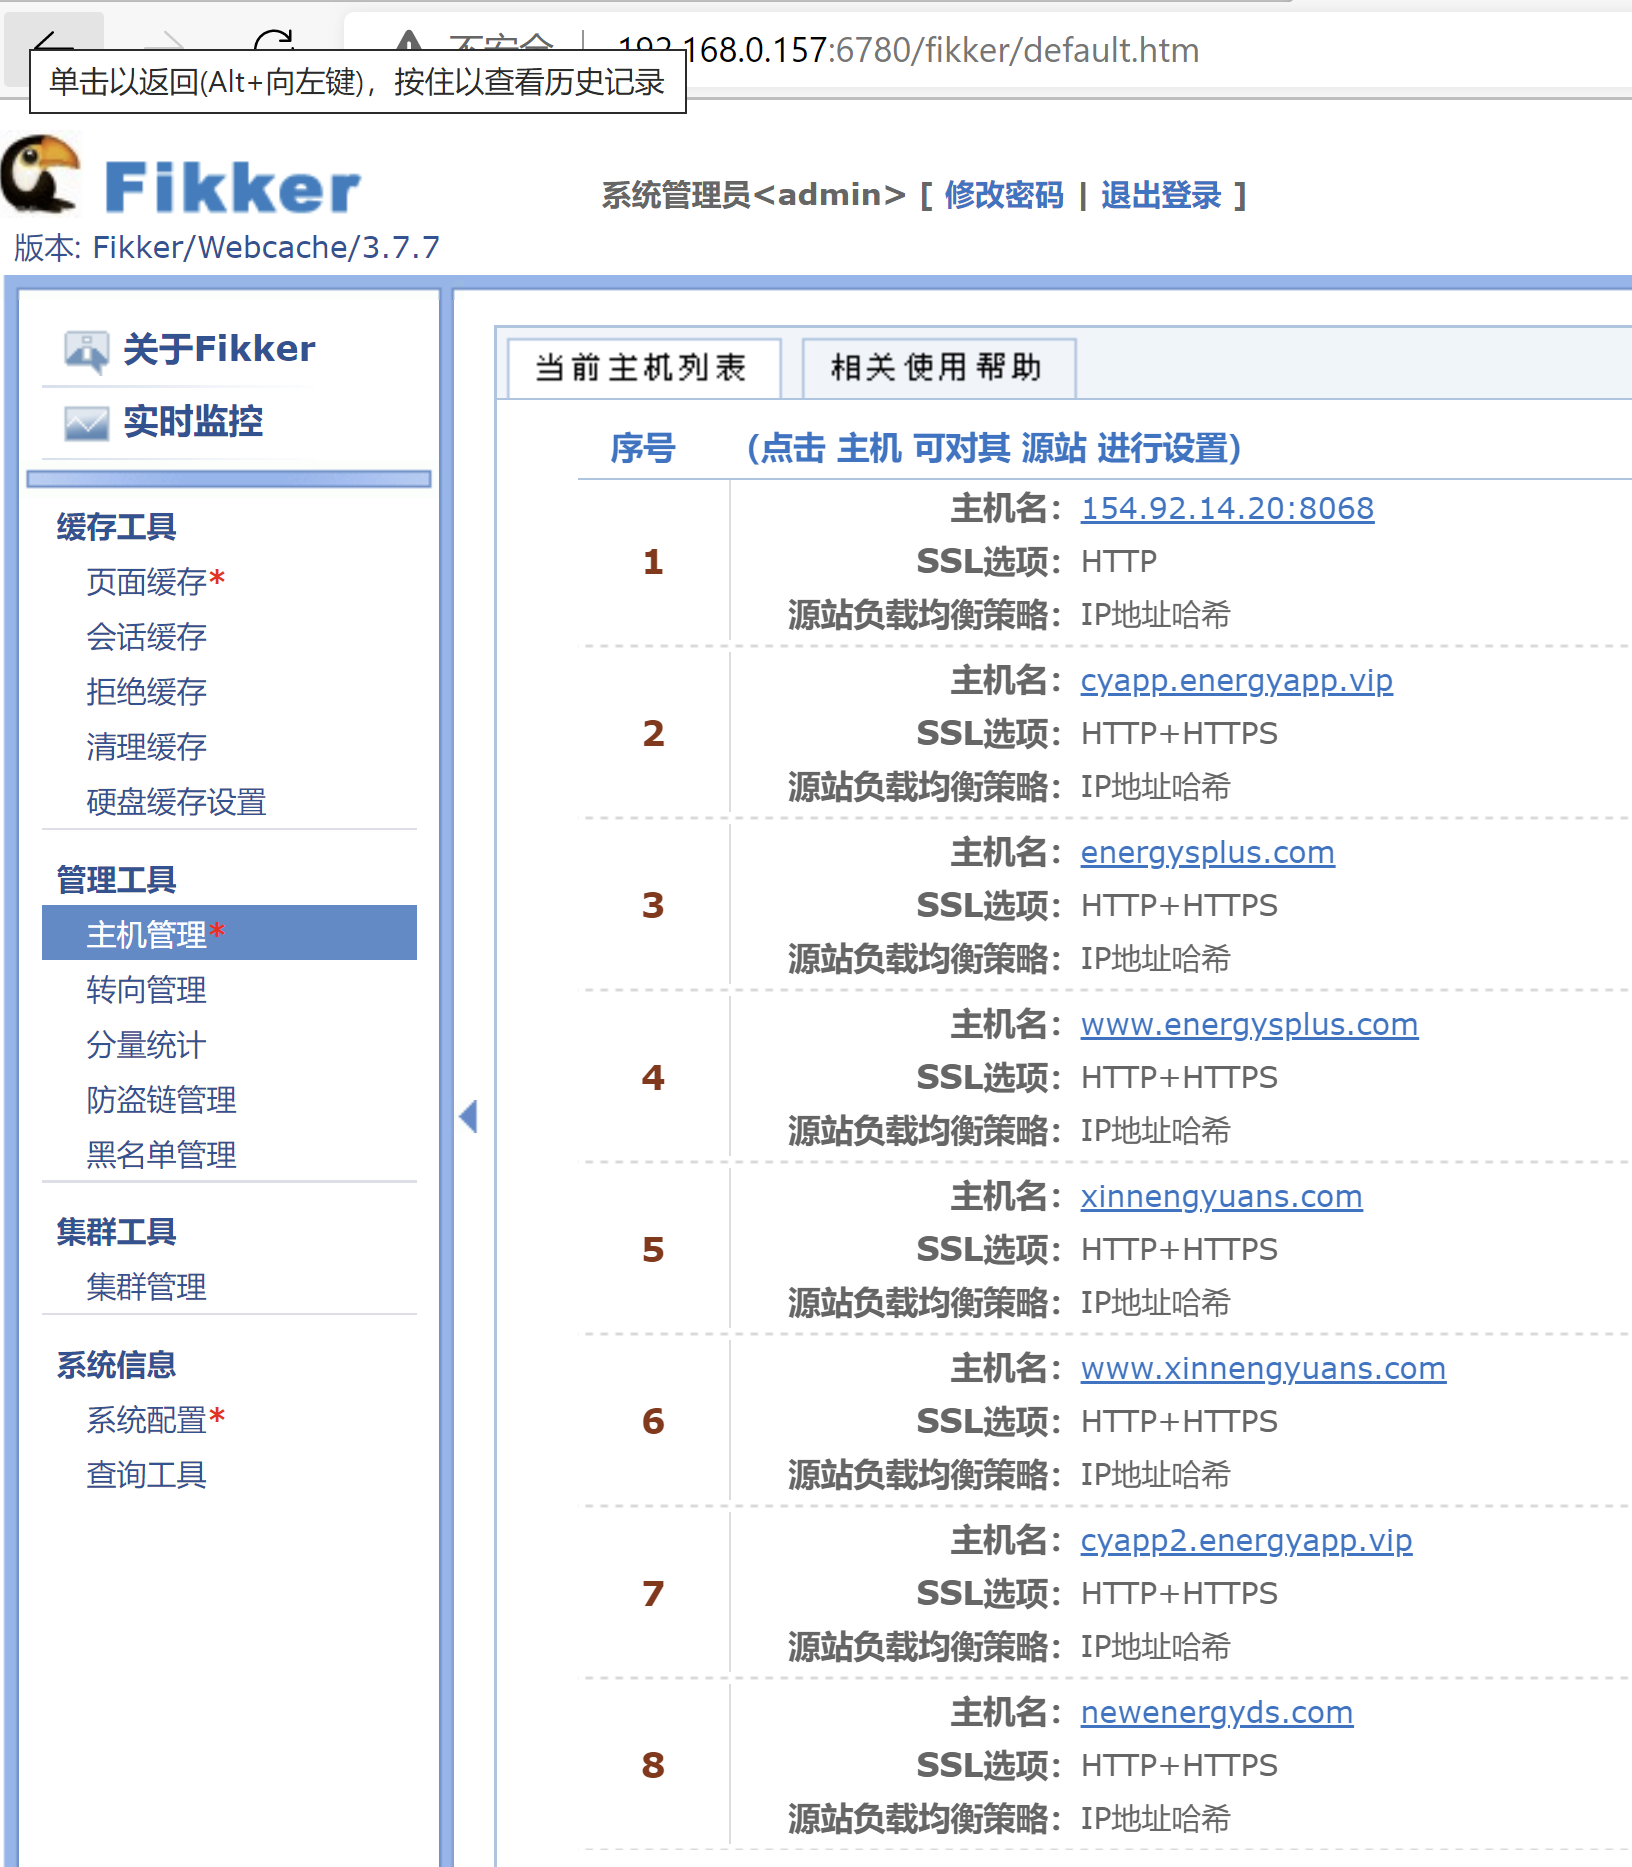 不安全 192.168.0.157:6780/fikker/default.htm
单击以返回(Alt+向左键)，按住以查看历史记录
Fikker
系统管理员<admin> [ 修改密码 | 退出登录 ]
版本: Fikker/Webcache/3.7.7
关于Fikker
实时监控
缓存工具
页面缓存*
会话缓存
拒绝缓存
清理缓存
硬盘缓存设置
管理工具
主机管理*
转向管理
分量统计
防盗链管理
黑名单管理
集群工具
集群管理
系统信息
系统配置*
查询工具
当前主机列表 相关使用帮助
序号 (点击 主机 可对其 源站 进行设置)
主机名： 154.92.14.20:8068
1 SSL选项： HTTP
源站负载均衡策略： IP地址哈希
主机名： cyapp.energyapp.vip
2 SSL选项： HTTP+HTTPS
源站负载均衡策略： IP地址哈希
主机名： energysplus.com
3 SSL选项： HTTP+HTTPS
源站负载均衡策略： IP地址哈希
主机名： www.energysplus.com
4 SSL选项： HTTP+HTTPS
源站负载均衡策略： IP地址哈希
主机名： xinnengyuans.com
5 SSL选项： HTTP+HTTPS
源站负载均衡策略： IP地址哈希
主机名： www.xinnengyuans.com
6 SSL选项： HTTP+HTTPS
源站负载均衡策略： IP地址哈希
主机名： cyapp2.energyapp.vip
7 SSL选项： HTTP+HTTPS
源站负载均衡策略： IP地址哈希
主机名： newenergyds.com
8 SSL选项： HTTP+HTTPS
源站负载均衡策略： IP地址哈希